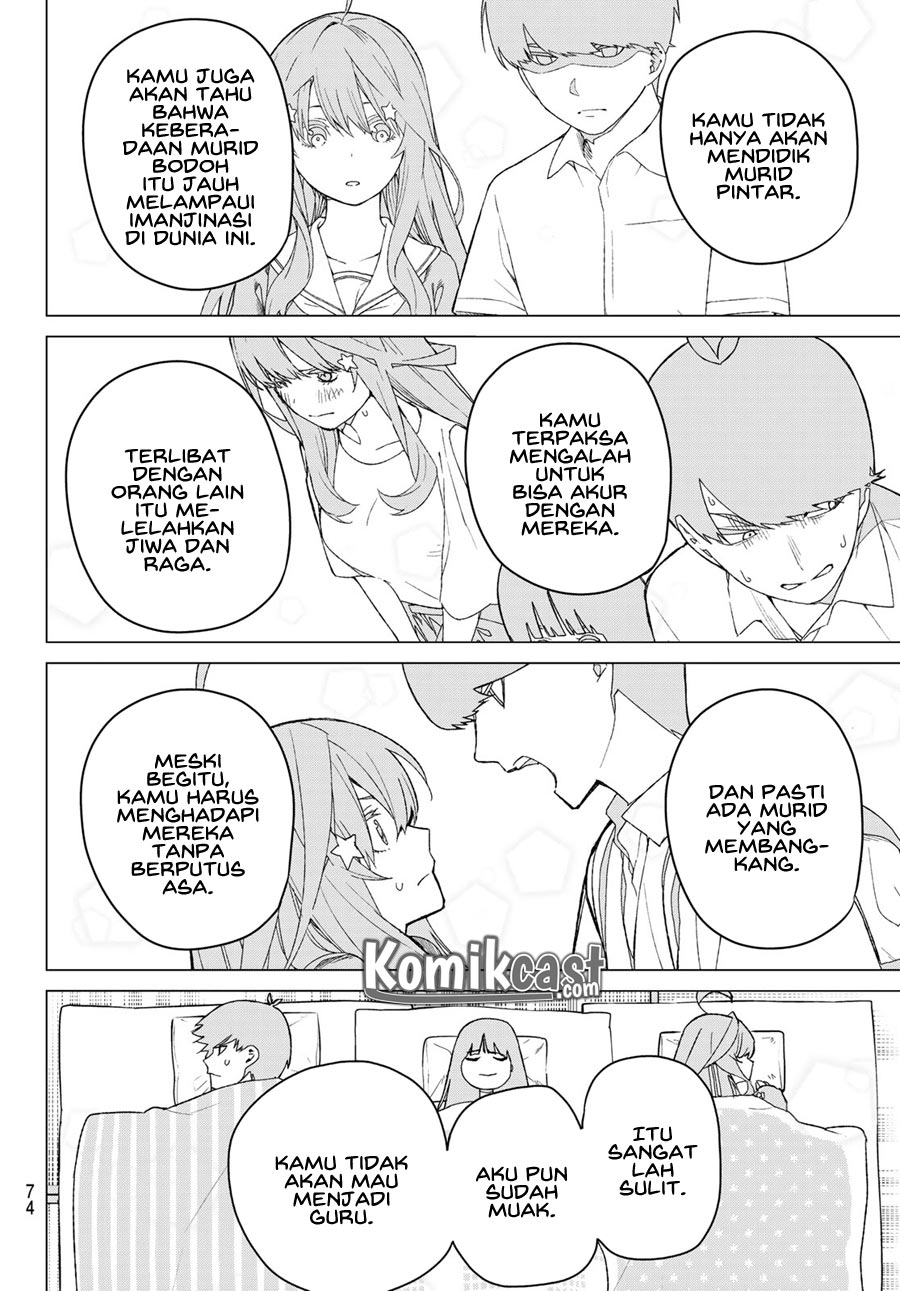 KAMU TIDAK
HANYA AKAN
MENDIDIK
MURID
PINTAR.
KAMU JUGA
AKAN TAHU
BAHWA
KEBERA-
DAAN MURID
BODOH
ITU JAUH
MELAMPAUI
IMANJINASI
DI DUNIA INI.
KAMU
TERPAKSA
MENGALAH
UNTUK
BISA AKUR
DENGAN
MEREKA.
TERLIBAT
DENGAN
ORANG LAIN
ITU ME-
LELAHKAN
JIWA DAN
RAGA.
DAN PASTI
ADA MURID
YANG
MEMBANG-
KANG.
MESKI
BEGITU,
KAMU HARUS
MENGHADAPI
MEREKA
TANPA
BERPUTUS
ASA.
Komikcast
.com
ITU
SANGAT
LAH
SULIT.
AKU PUN
SUDAH
MUAK.
KAMU TIDAK
AKAN MAU
MENJADI
GURU.
74